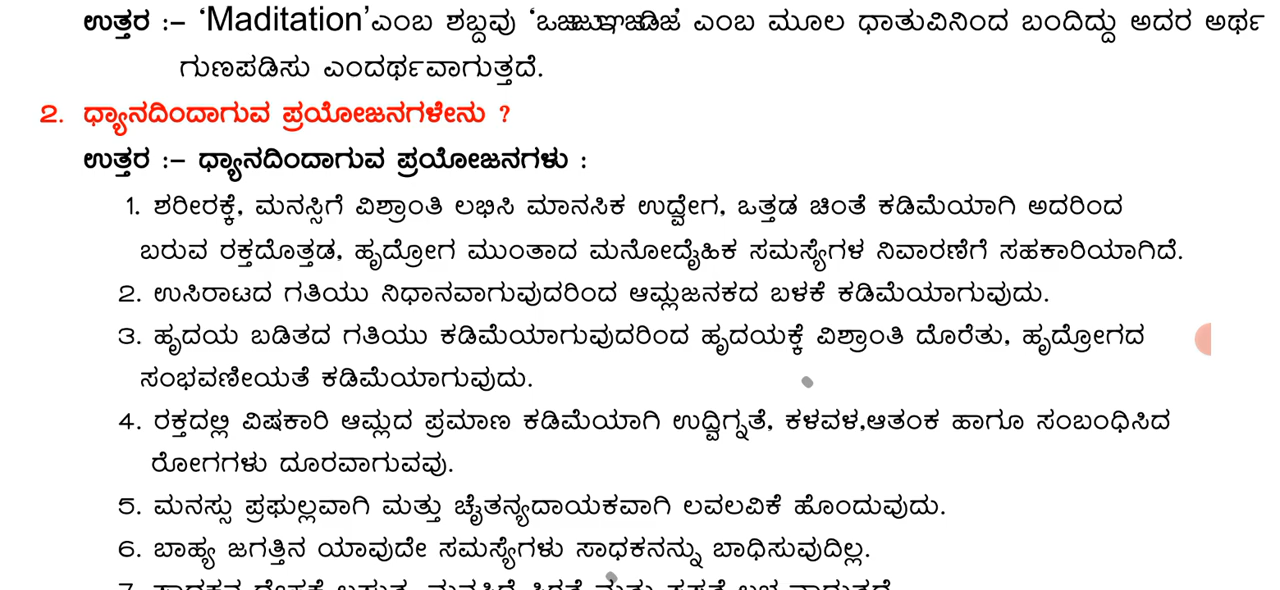 ಉತ್ತರ :– ‘Maditation’ಎಂಬ ಶಬ್ದವು ಎಂಬ ಮೂಲ ಧಾತುವಿನಿಂದ ಬಂದಿದ್ದು ಅದರ ಅರ್ಥ
ಗುಣಪಡಿಸು ಎಂದರ್ಥವಾಗುತ್ತದೆ.
2. ಧ್ಯಾನದಿಂದಾಗುವ ಪ್ರಯೋಜನಗಳೇನು ?
ಉತ್ತರ :– ಧ್ಯಾನದಿಂದಾಗುವ ಪ್ರಯೋಜನಗಳು :
1. ಶರೀರಕ್ಕೆ, ಮನಸ್ಸಿಗೆ ವಿಶ್ರಾಂತಿ ಲಭಿಸಿ ಮಾನಸಿಕ ಉದ್ವೇಗ, ಒತ್ತಡ ಚಿಂತೆ ಕಡಿಮೆಯಾಗಿ ಅದರಿಂದ
ಬರುವ ರಕ್ತದೊತ್ತಡ, ಹೃದ್ರೋಗ ಮುಂತಾದ ಮನೋದೈಹಿಕ ಸಮಸ್ಯೆಗಳ ನಿವಾರಣೆಗೆ ಸಹಕಾರಿಯಾಗಿದೆ.
2. ಉಸಿರಾಟದ ಗತಿಯು ನಿಧಾನವಾಗುವುದರಿಂದ ಆಮ್ಲಜನಕದ ಬಳಕೆ ಕಡಿಮೆಯಾಗುವುದು.
3. ಹೃದಯ ಬಡಿತದ ಗತಿಯು ಕಡಿಮೆಯಾಗುವುದರಿಂದ ಹೃದಯಕ್ಕೆ ವಿಶ್ರಾಂತಿ ದೊರೆತು, ಹೃದ್ರೋಗದ
ಸಂಭವಣೀಯತೆ ಕಡಿಮೆಯಾಗುವುದು.
4. ರಕ್ತದಲ್ಲಿ ವಿಷಕಾರಿ ಆಮ್ಲದ ಪ್ರಮಾಣ ಕಡಿಮೆಯಾಗಿ ಉದ್ವಿಗ್ನತೆ, ಕಳವಳ,ಆತಂಕ ಹಾಗೂ ಸಂಬಂಧಿಸಿದ
ರೋಗಗಳು ದೂರವಾಗುವವು.
5. ಮನಸ್ಸು ಪ್ರಫುಲ್ಲವಾಗಿ ಮತ್ತು ಚೈತನ್ಯದಾಯಕವಾಗಿ ಲವಲವಿಕೆ ಹೊಂದುವುದು.
6. ಬಾಹ್ಯ ಜಗತ್ತಿನ ಯಾವುದೇ ಸಮಸ್ಯೆಗಳು ಸಾಧಕನನ್ನು ಬಾಧಿಸುವುದಿಲ್ಲ.